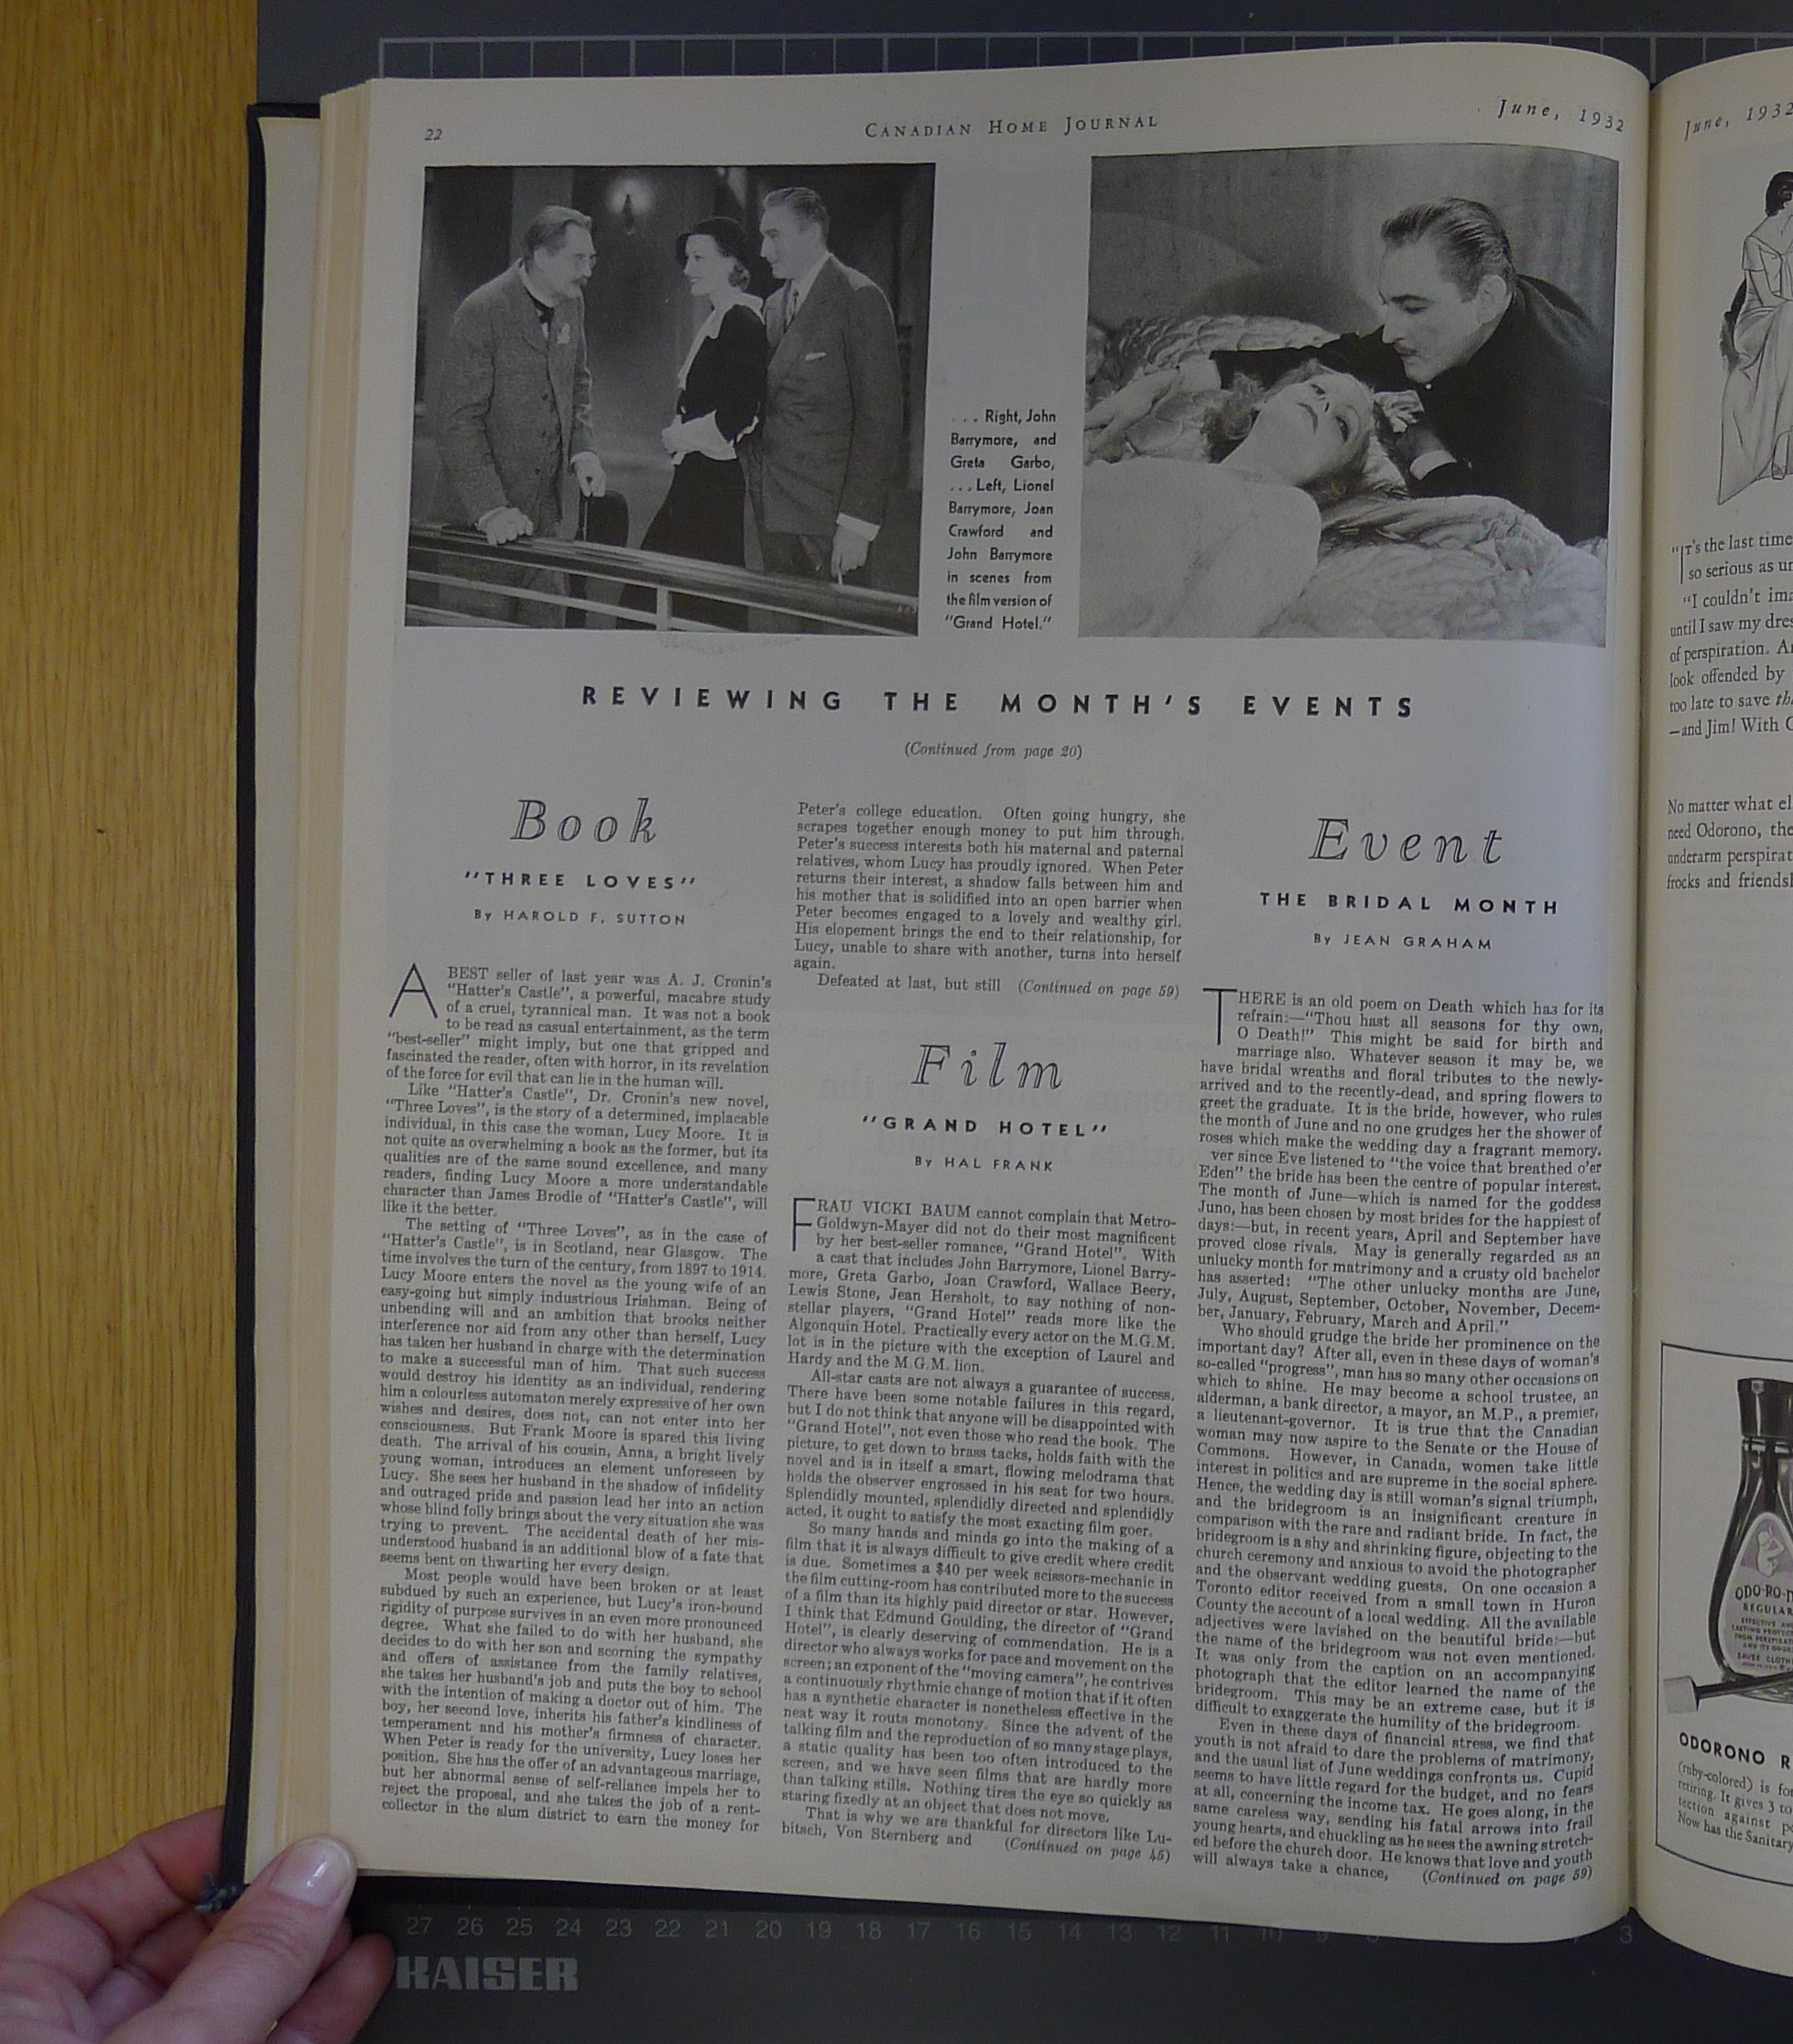 22
CANADIAN HOME JOURNAL
June, 1932
... Right, John
Barrymore, and
Greta Garbo,
... Left, Lionel
Barrymore, Joan
Crawford and
John Barrymore
in scenes from
the film version of
"Grand Hotel."
REVIEWING THE MONTH'S EVENTS
(Continued from page 20)
Book
"THREE LOVES"
By HAROLD F. SUTTON
A BEST seller of last year was A. J. Cronin's
"Hatter's Castle", a powerful, macabre study
of a cruel, tyrannical man. It was not a book
to be read as casual entertainment, as the term
"best-seller" might imply, but one that gripped and
fascinated the reader, often with horror, in its revelation
of the force for evil that can lie in the human will.
Like "Hatter's Castle", Dr. Cronin's new novel,
"Three Loves", is the story of a determined, implacable
individual, in this case the woman, Lucy Moore. It is
not quite as overwhelming a book as the former, but its
qualities are of the same sound excellence, and many
readers, finding Lucy Moore a more understandable
character than James Brodie of "Hatter's Castle", will
like it the better.
The setting of "Three Loves", as in the case of
"Hatter's Castle", is in Scotland, near Glasgow. The
time involves the turn of the century, from 1897 to 1914.
Lucy Moore enters the novel as the young wife of an
easy-going but simply industrious Irishman. Being of
unbending will and an ambition that brooks neither
interference nor aid from any other than herself, Lucy
has taken her husband in charge with the determination
to make a successful man of him. That such success
would destroy his identity as an individual, rendering
him a colourless automaton merely expressive of her own
wishes and desires, does not, can not enter into her
consciousness. But Frank Moore is spared this living
death. The arrival of his cousin, Anna, a bright lively
young woman, introduces an element unforeseen by
Lucy. She sees her husband in the shadow of infidelity
and outraged pride and passion lead her into an action
whose blind folly brings about the very situation she was
trying to prevent. The accidental death of her mis-
understood husband is an additional blow of a fate that
seems bent on thwarting her every design.
Most people would have been broken or at least
subdued by such an experience, but Lucy's iron-bound
rigidity of purpose survives in an even more pronounced
degree. What she failed to do with her husband, she
decides to do with her son and scorning the sympathy
and offers of assistance from the family relatives,
she takes her husband's job and puts the boy to school
with the intention of making a doctor out of him. The
boy, her second love, inherits his father's kindliness of
temperament and his mother's firmness of character.
When Peter is ready for the university, Lucy loses her
position. She has the offer of an advantageous marriage,
but her abnormal sense of self-reliance impels her to
reject the proposal, and she takes the job of a rent-
collector in the slum district to earn the money for
Peter's college education. Often going hungry, she
scrapes together enough money to put him through.
Peter's success interests both his maternal and paternal
relatives, whom Lucy has proudly ignored. When Peter
returns their interest, a shadow falls between him and
his mother that is solidified into an open barrier when
Peter becomes engaged to a lovely and wealthy girl.
His elopement brings the end to their relationship, for
Lucy, unable to share with another, turns into herself
again.
Defeated at last, but still (Continued on page 59)
Film
"GRAND HOTEL"
By HAL FRANK
FRAU VICKI BAUM cannot complain that Metro-
Goldwyn-Mayer did not do their most magnificent
by her best-seller romance, "Grand Hotel". With
a cast that includes John Barrymore, Lionel Barry-
more, Greta Garbo, Joan Crawford, Wallace Beery,
Lewis Stone, Jean Hersholt, to say nothing of non-
stellar players, "Grand Hotel" reads more like the
Algonquin Hotel. Practically every actor on the M.G.M.
lot is in the picture with the exception of Laurel and
Hardy and the M.G.M. lion.
All-star casts are not always a guarantee of success.
There have been some notable failures in this regard,
but I do not think that anyone will be disappointed with
"Grand Hotel", not even those who read the book. The
picture, to get down to brass tacks, holds faith with the
novel and is in itself a smart, flowing melodrama that
holds the observer engrossed in his seat for two hours.
Splendidly mounted, splendidly directed and splendidly
acted, it ought to satisfy the most exacting film goer.
So many hands and minds go into the making of a
film that it is always difficult to give credit where credit
is due. Sometimes a $40 per week scissors-mechanic in
the film cutting-room has contributed more to the success
of a film than its highly paid director or star. However,
I think that Edmund Goulding, the director of "Grand
Hotel", is clearly deserving of commendation. He is a
director who always works for pace and movement on the
screen; an exponent of the "moving camera", he contrives
a continuously rhythmic change of motion that if it often
has a synthetic character is nonetheless effective in the
neat way it routs monotony. Since the advent of the
talking film and the reproduction of so many stage plays,
a static quality has been too often introduced to the
screen, and we have seen films that are hardly more
than talking stills. Nothing tires the eye so quickly as
staring fixedly at an object that does not move.
That is why we are thankful for directors like Lu-
bitsch, Von Sternberg and (Continued on page 45)
Event
THE BRIDAL MONTH
By JEAN GRAHAM
THERE is an old poem on Death which has for its
refrain:—"Thou hast all seasons for thy own,
O Death!" This might be said for birth and
marriage also. Whatever season it may be, we
have bridal wreaths and floral tributes to the newly-
arrived and to the recently-dead, and spring flowers to
greet the graduate. It is the bride, however, who rules
the month of June and no one grudges her the shower of
roses which make the wedding day a fragrant memory.
ver since Eve listened to "the voice that breathed o'er
Eden" the bride has been the centre of popular interest.
The month of June—which is named for the goddess
Juno, has been chosen by most brides for the happiest of
days:—but, in recent years, April and September have
proved close rivals. May is generally regarded as an
unlucky month for matrimony and a crusty old bachelor
has asserted: "The other unlucky months are June,
July, August, September, October, November, Decem-
ber, January, February, March and April."
Who should grudge the bride her prominence on the
important day? After all, even in these days of woman's
so-called "progress", man has so many other occasions on
which to shine. He may become a school trustee, an
alderman, a bank director, a mayor, an M.P., a premier,
a lieutenant-governor. It is true that the Canadian
woman may now aspire to the Senate or the House of
Commons. However, in Canada, women take little
interest in politics and are supreme in the social sphere.
Hence, the wedding day is still woman's signal triumph,
and the bridegroom is an insignificant creature in
comparison with the rare and radiant bride. In fact, the
bridegroom is a shy and shrinking figure, objecting to the
church ceremony and anxious to avoid the photographer
and the observant wedding guests. On one occasion a
Toronto editor received from a small town in Huron
County the account of a local wedding. All the available
adjectives were lavished on the beautiful bride:—but
the name of the bridegroom was not even mentioned.
It was only from the caption on an accompanying
photograph that the editor learned the name of the
bridegroom. This may be an extreme case, but it is
difficult to exaggerate the humility of the bridegroom.
Even in these days of financial stress, we find that
youth is not afraid to dare the problems of matrimony,
and the usual list of June weddings confronts us. Cupid
seems to have little regard for the budget, and no fears
at all, concerning the income tax. He goes along, in the
same careless way, sending his fatal arrows into frail
young hearts, and chuckling as he sees the awning stretch-
ed before the church door. He knows that love and youth
will always take a chance, (Continued on page 59)
June, 1932
"IT's the last time
so serious as
"I couldn't
until I saw my
of perspiration.
look offended by
too late to save
—and Jim! With
No matter what
need Odorono, the
underarm
frocks and
ODO-RO-
REGULAR
ODORONO
(ruby-colored) is
retiring. It gives 3 to
tection against
Now has the Sanitary
27 26 25 24 23 22 21 20 19 18 17 16 15 14 13 12 11 10 3
KAISER